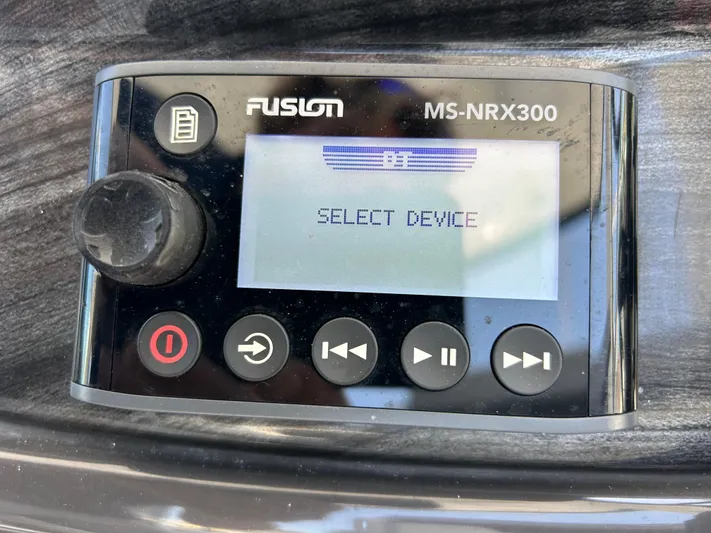 FUSION
MS-NRX300
SELECT DEVICE